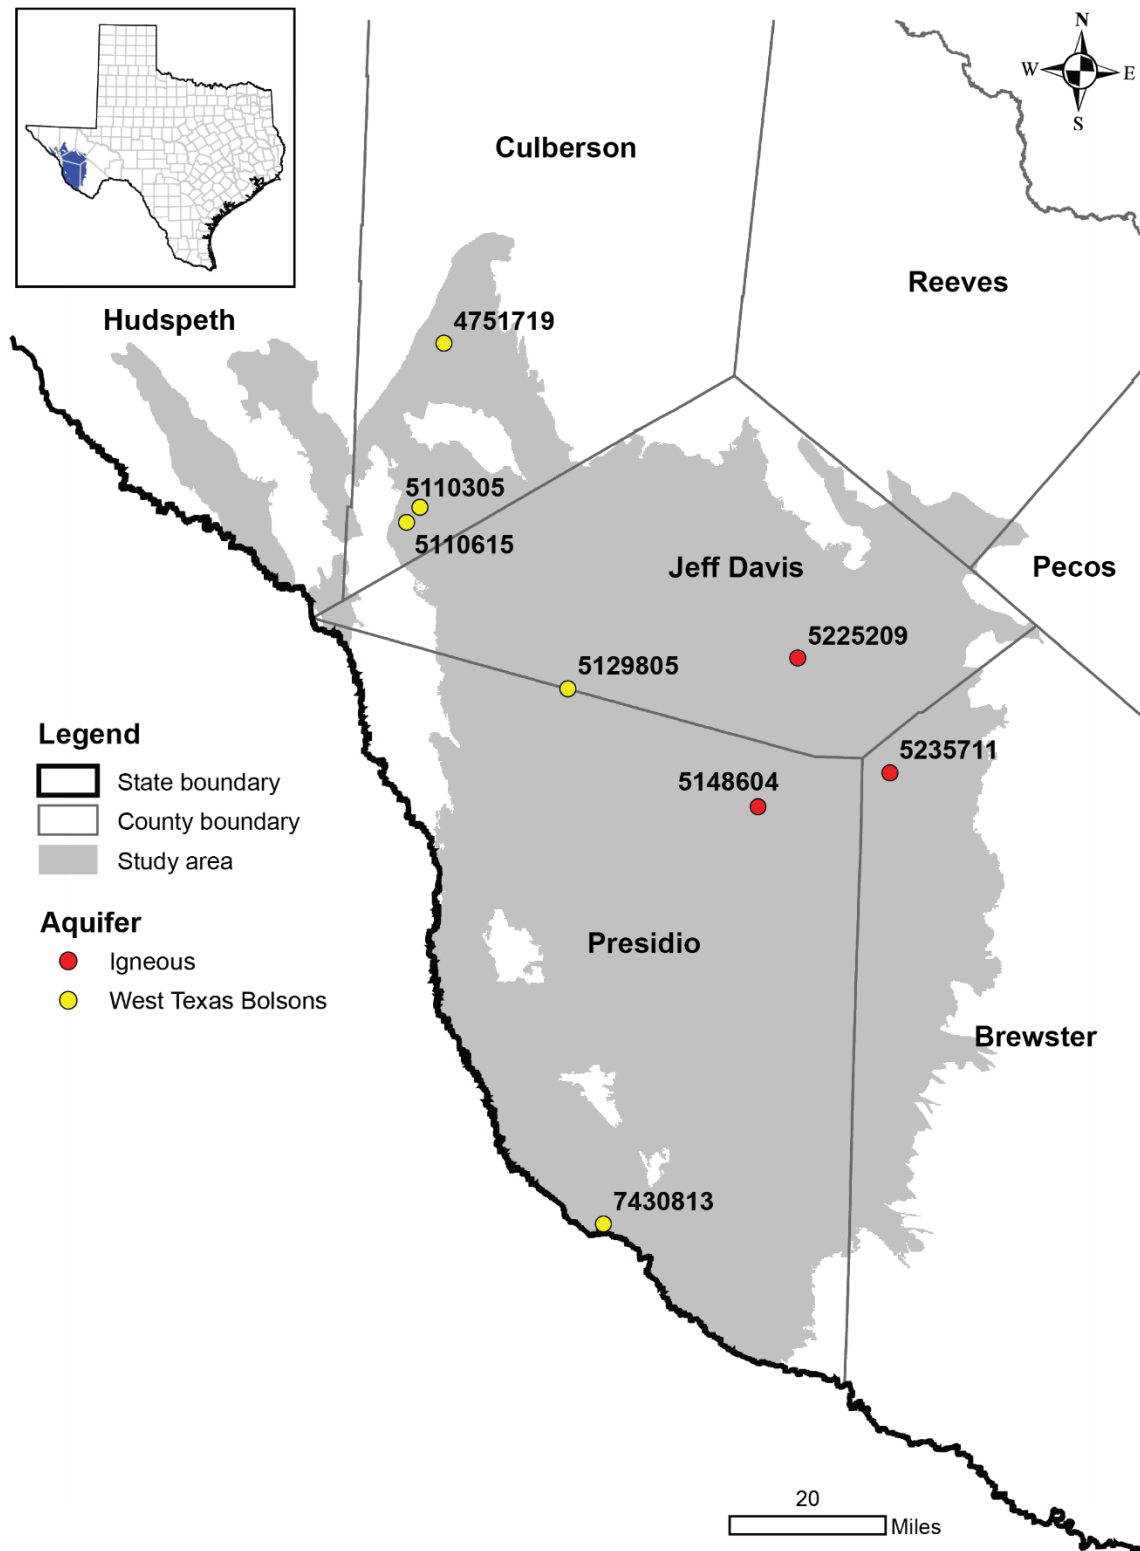 N
W E
S
Culberson
Reeves
Hudspeth
4751719
5110305
5110615
Jeff Davis
Pecos
5225209
5129805
Legend
State boundary
County boundary
Study area
5235711
5148604
Aquifer
Igneous
West Texas Bolsons
Presidio
Brewster
7430813
20
Miles